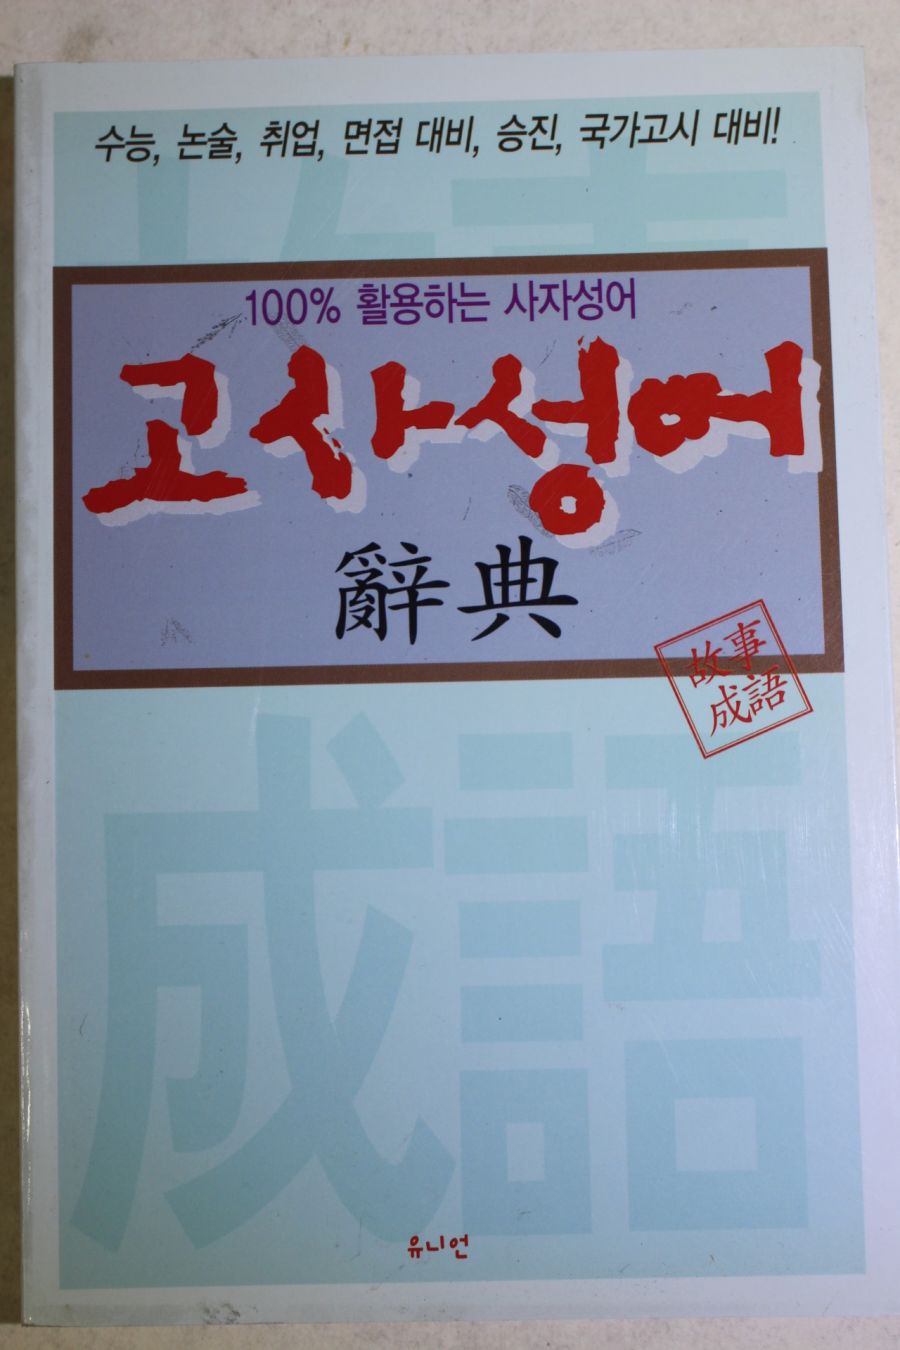 수능, 논술, 취업, 면접 대비, 승진, 국가고시 대비!
100% 활용하는 사자성어
고사성어
辭典
故事
成語
成語
유니언